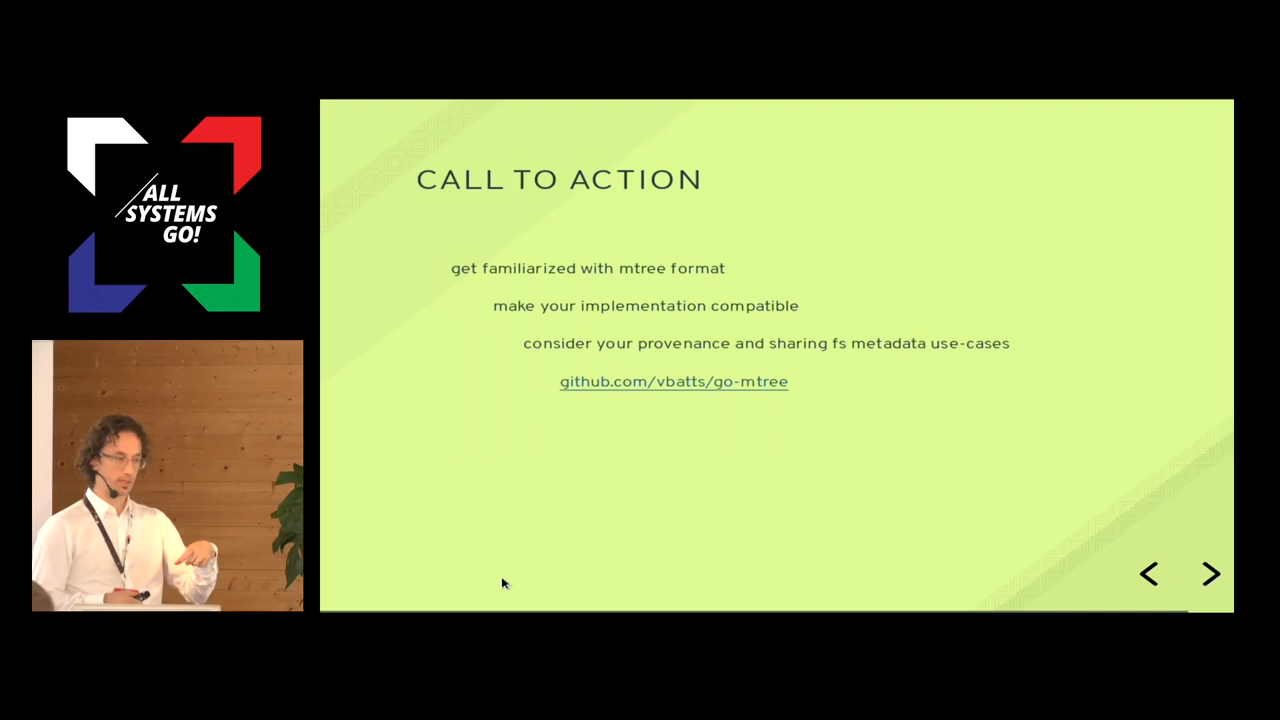 ALL
SYSTEMS
GO!
CALL TO ACTION
get familiarized with mtree format
make your implementation compatible
consider your provenance and sharing fs metadata use-cases
github.com/vbatts/go-mtree